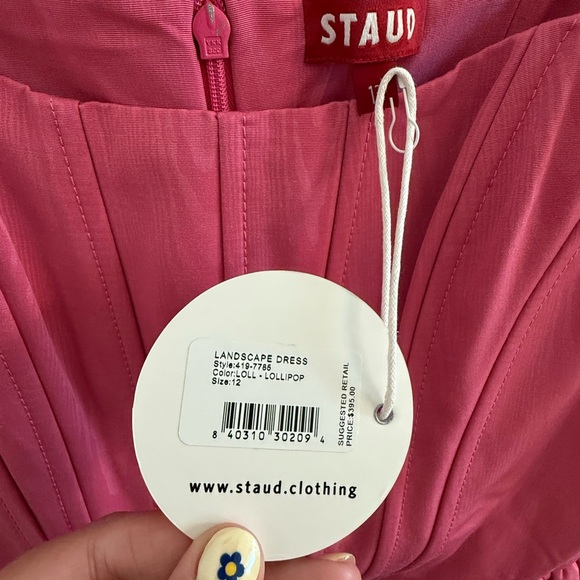 STAUD
LANDSCAPE DRESS
Style:419-7785
Color:LOLL - LOLLIPOP
Size:12
8 40310 30209 4
SUGGESTED RETAIL
PRICE:$395.00
www.staud.clothing